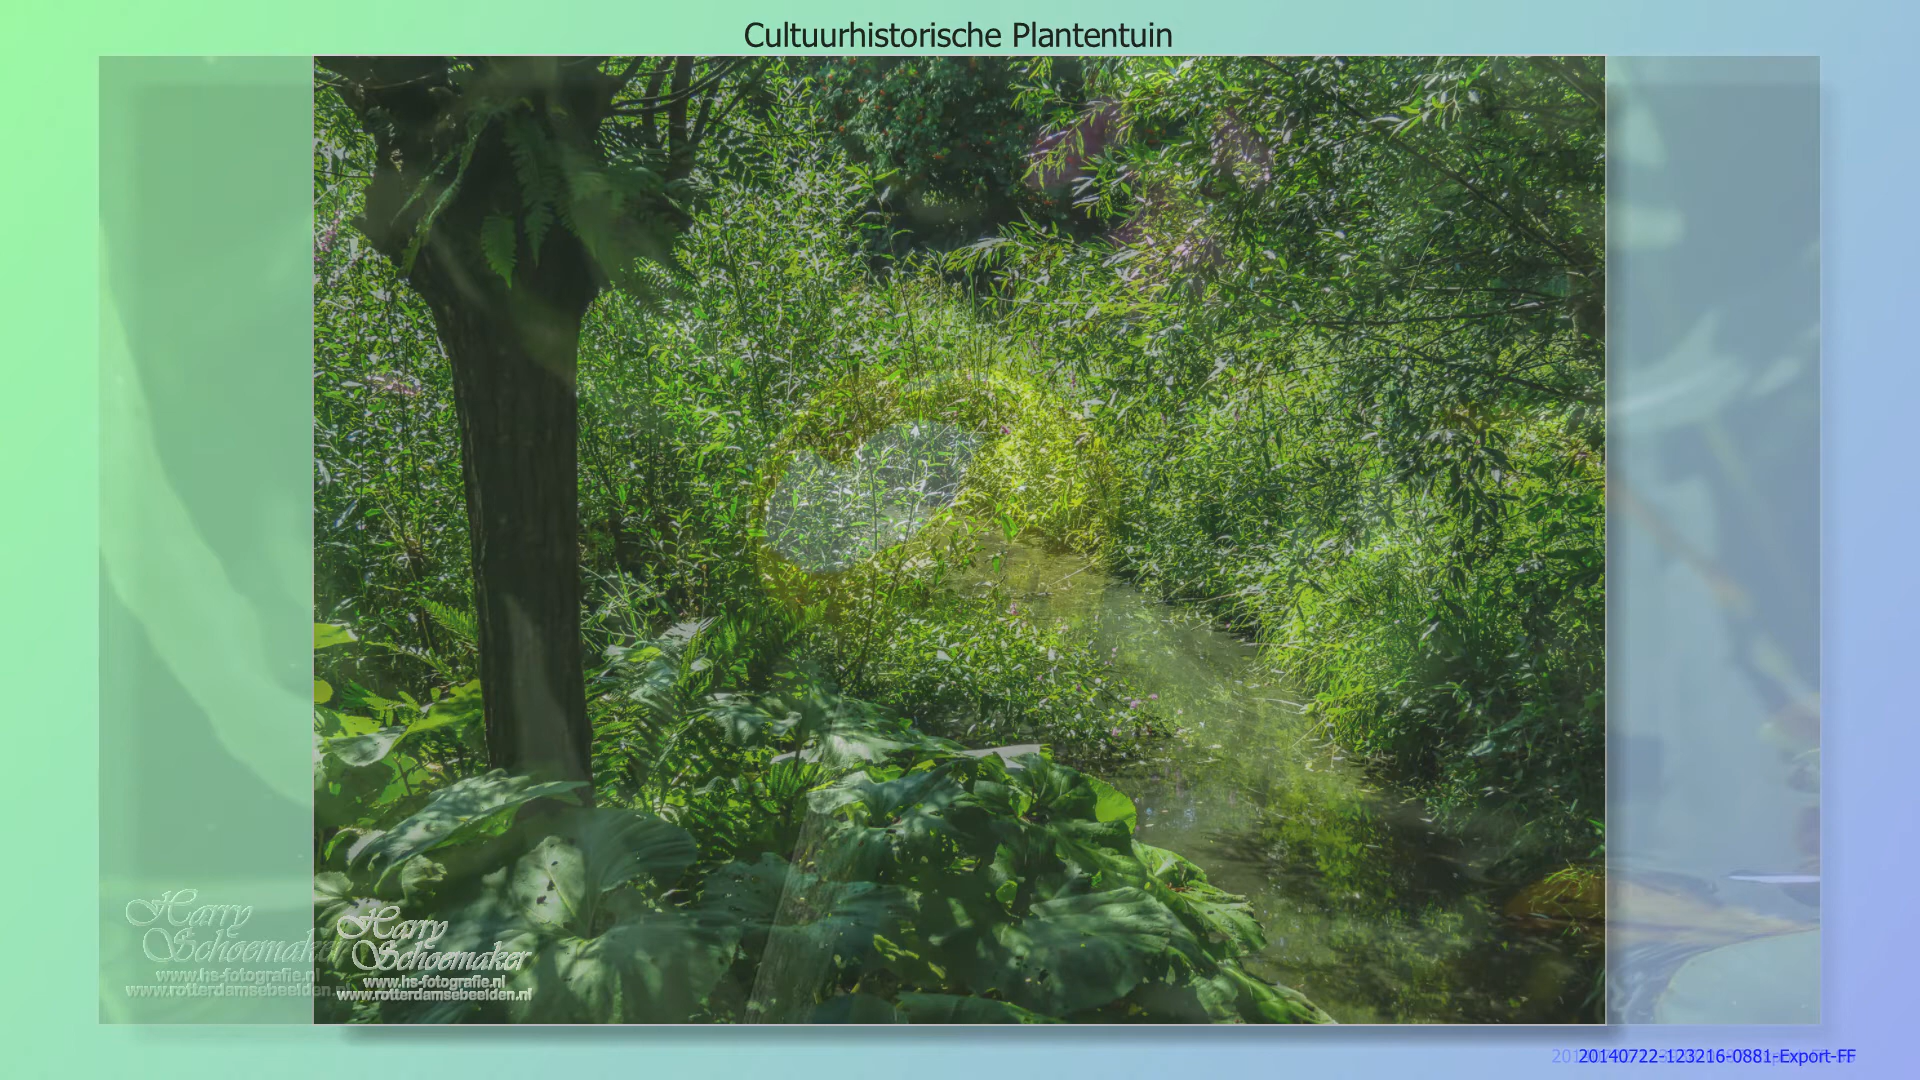 Cultuurhistorische Plantentuin
Harry
Schoemaker
www.hs-fotografie.nl
www.rotterdamsebeelden.nl
Harry
Schoemaker
www.hs-fotografie.nl
www.rotterdamsebeelden.nl
20140722-123216-0881-Export-FF